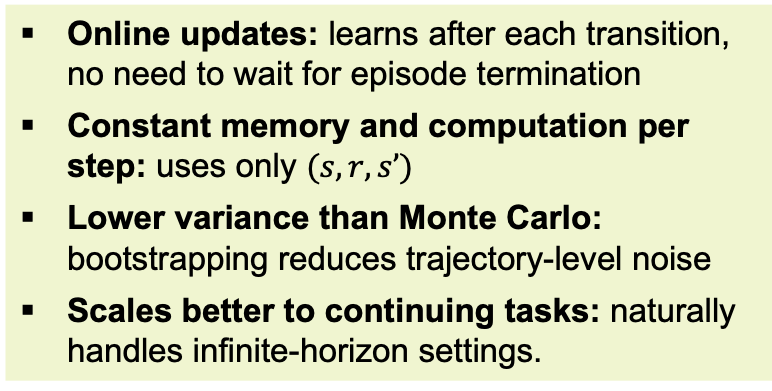 ▪ Online updates: learns after each transition,
no need to wait for episode termination
▪ Constant memory and computation per
step: uses only (s, r, s’)
▪ Lower variance than Monte Carlo:
bootstrapping reduces trajectory-level noise
▪ Scales better to continuing tasks: naturally
handles infinite-horizon settings.